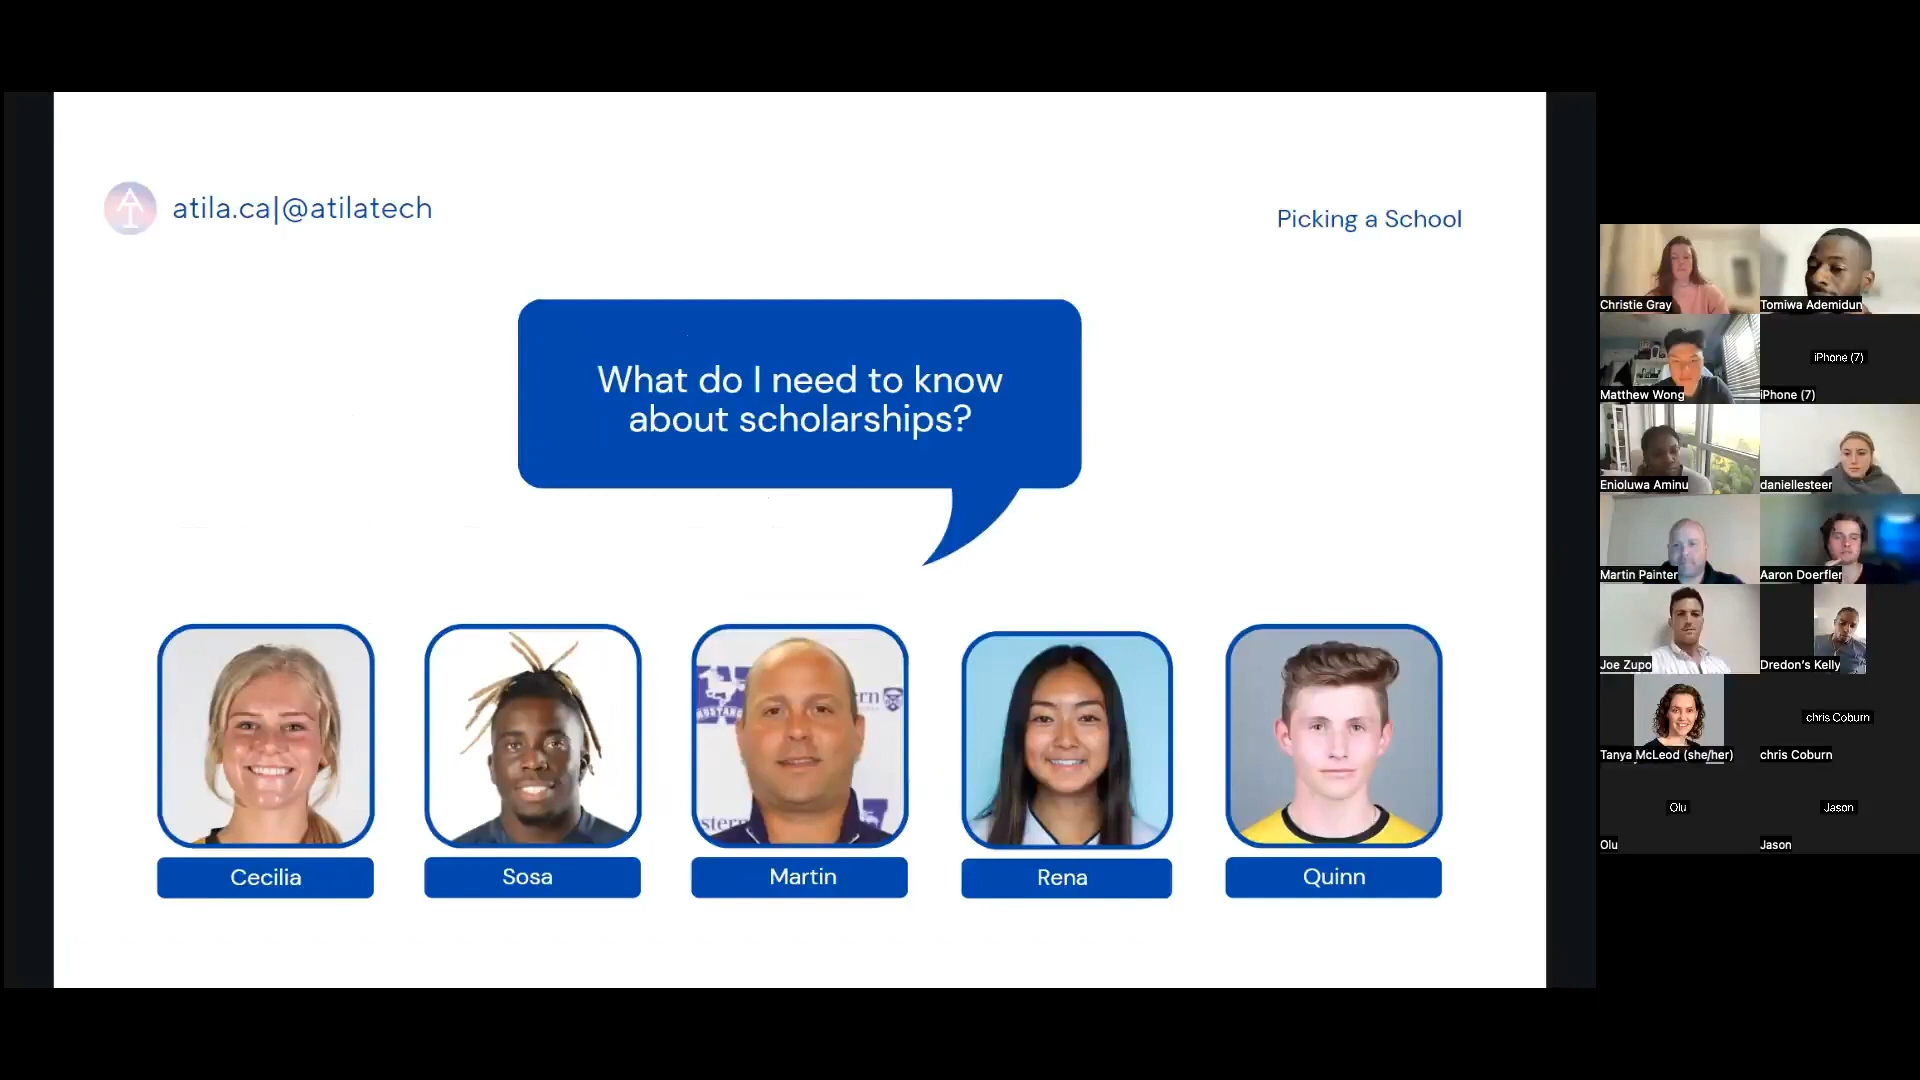 atila.ca|@atilatech
Picking a School
What do I need to know
about scholarships?
Cecilia
Sosa
Martin
Rena
Quinn
Christie Gray
Tomiwa Ademidun
Matthew Wong
iPhone (7)
iPhone (7)
Enioluwa Aminu
daniellesteer
Martin Painter
Aaron Doerfler
Joe Zupo
Dredon's Kelly
Tanya McLeod (she/her)
chris Coburn
chris Coburn
Olu
Olu
Jason
Jason